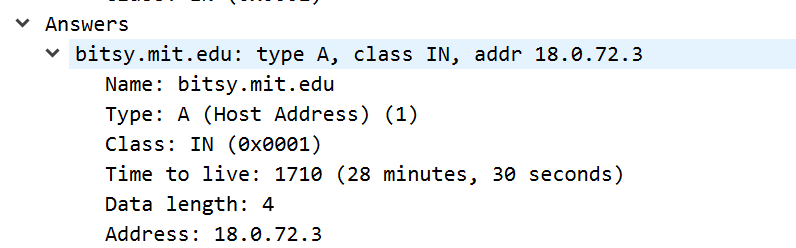 Answers
bitsy.mit.edu: type A, class IN, addr 18.0.72.3
Name: bitsy.mit.edu
Type: A (Host Address) (1)
Class: IN (0x0001)
Time to live: 1710 (28 minutes, 30 seconds)
Data length: 4
Address: 18.0.72.3